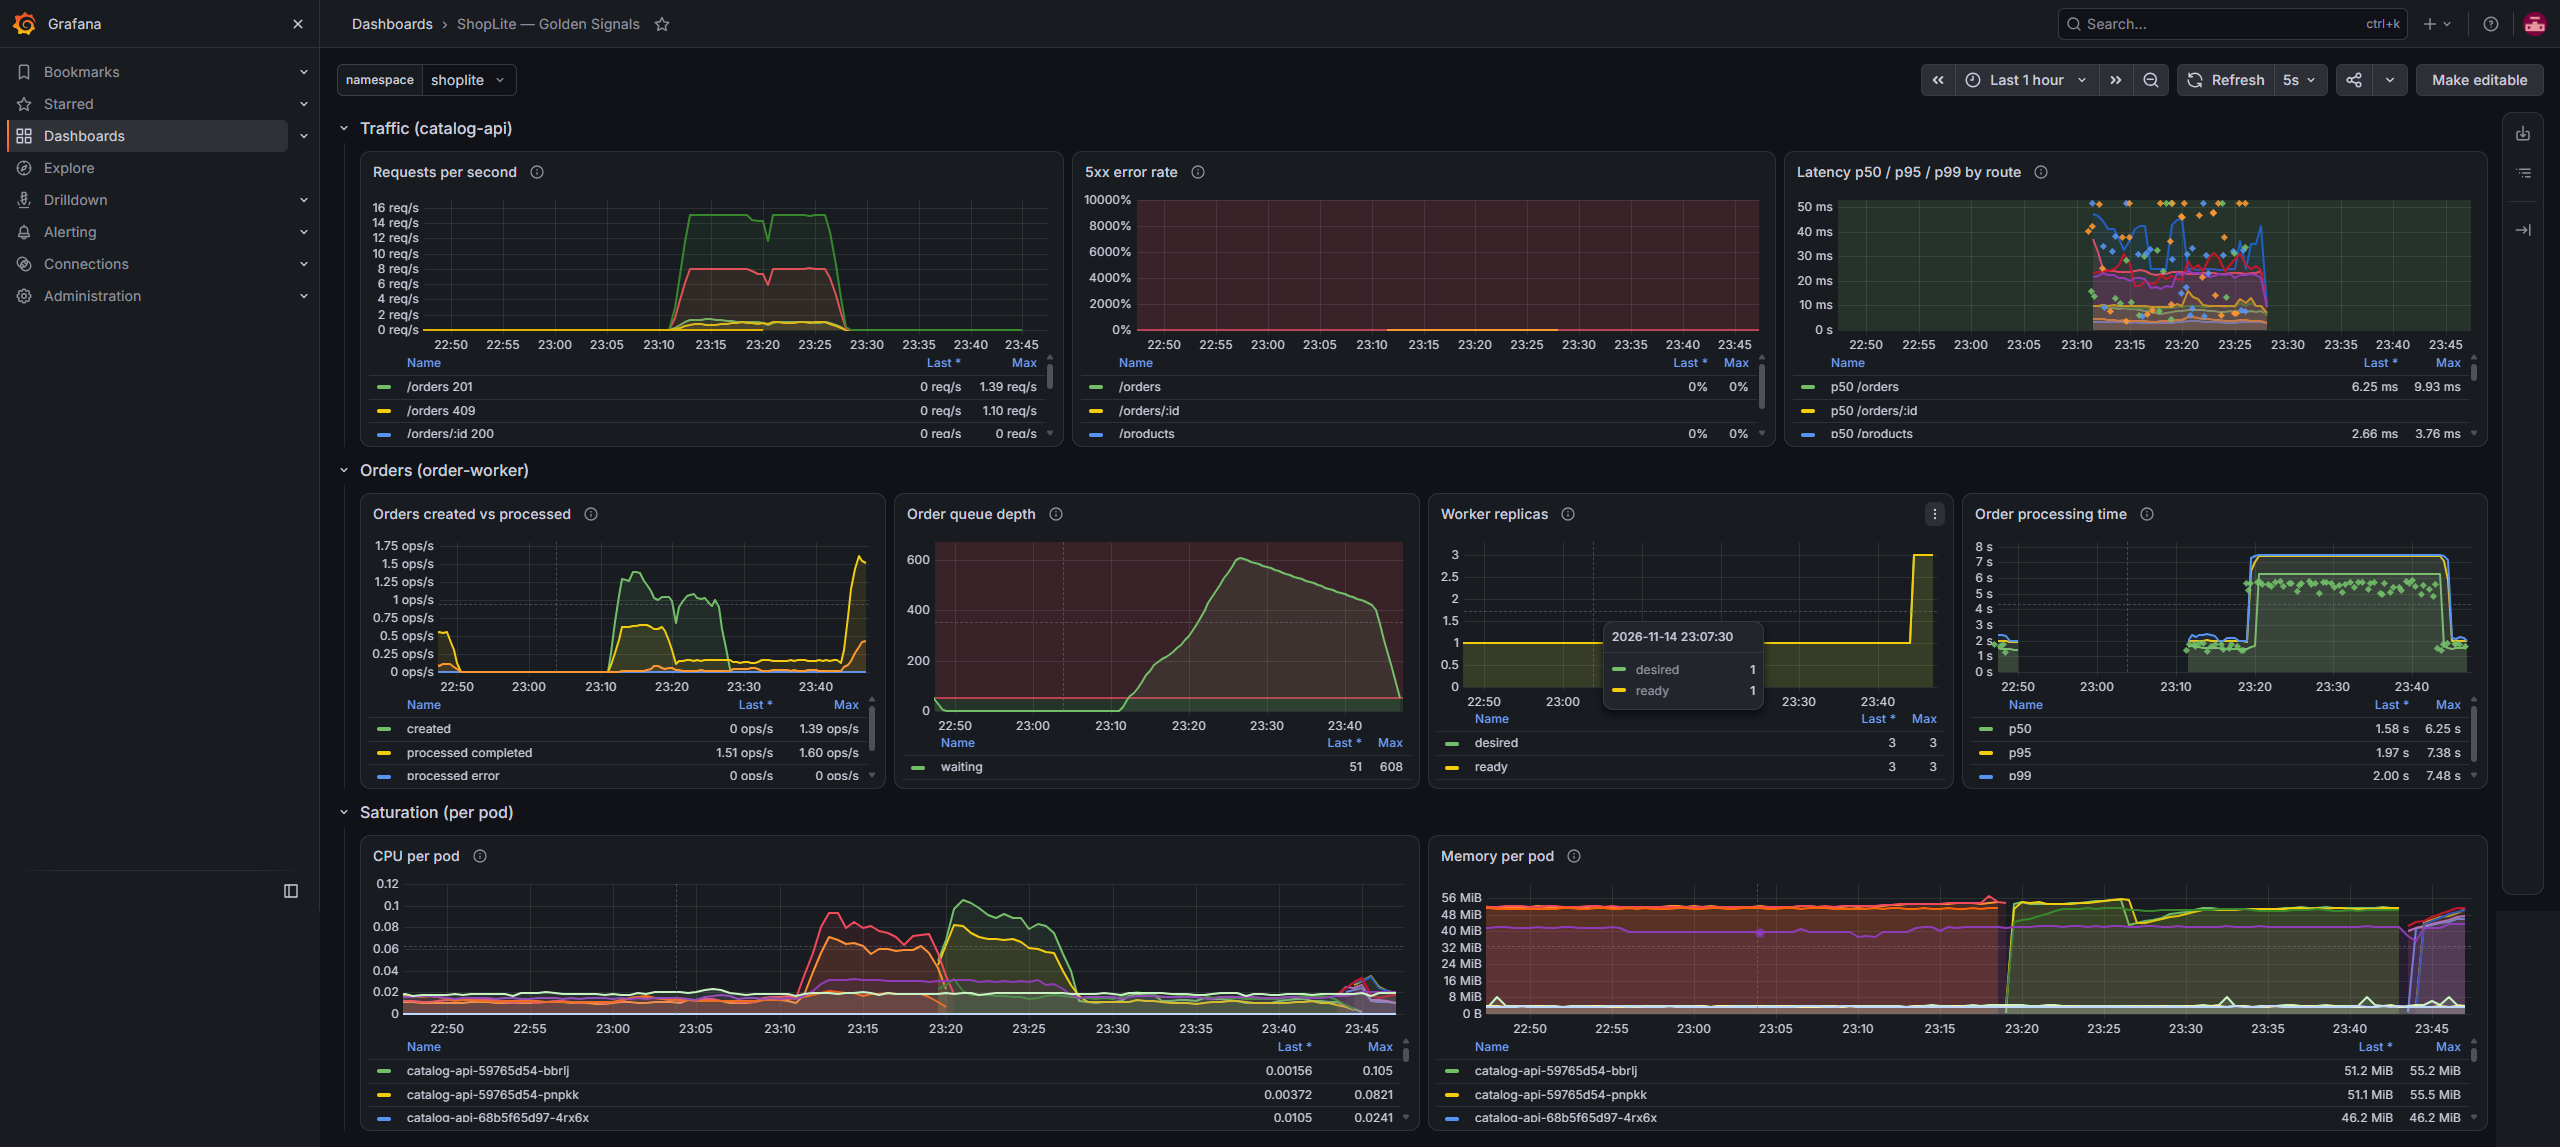 Grafana
Dashboards › ShopLite — Golden Signals
Search...
ctrl+k
Bookmarks
Starred
Dashboards
Explore
Drilldown
Alerting
Connections
Administration
namespace
shoplite
Last 1 hour
Refresh
5s
Make editable
Traffic (catalog-api)
Requests per second
16 req/s
14 req/s
12 req/s
10 req/s
8 req/s
6 req/s
4 req/s
2 req/s
0 req/s
22:50 22:55 23:00 23:05 23:10 23:15 23:20 23:25 23:30 23:35 23:40 23:45
Name Last * Max
/orders 201 0 req/s 1.39 req/s
/orders 409 0 req/s 1.10 req/s
/orders/:id 200 0 req/s 0 req/s
5xx error rate
10000%
8000%
6000%
4000%
2000%
0%
22:50 22:55 23:00 23:05 23:10 23:15 23:20 23:25 23:30 23:35 23:40 23:45
Name Last * Max
/orders 0% 0%
/orders/:id
/products 0% 0%
Latency p50 / p95 / p99 by route
50 ms
40 ms
30 ms
20 ms
10 ms
0 s
22:50 22:55 23:00 23:05 23:10 23:15 23:20 23:25 23:30 23:35 23:40 23:45
Name Last * Max
p50 /orders 6.25 ms 9.93 ms
p50 /orders/:id
p50 /products 2.66 ms 3.76 ms
Orders (order-worker)
Orders created vs processed
1.75 ops/s
1.5 ops/s
1.25 ops/s
1 ops/s
0.75 ops/s
0.5 ops/s
0.25 ops/s
0 ops/s
22:50 23:00 23:10 23:20 23:30 23:40
Name Last * Max
created 0 ops/s 1.39 ops/s
processed completed 1.51 ops/s 1.60 ops/s
processed error 0 ops/s 0 ops/s
Order queue depth
600
400
200
0
22:50 23:00 23:10 23:20 23:30 23:40
Name Last * Max
waiting 51 608
Worker replicas
3
2.5
2
1.5
1
0.5
0
22:50 23:00 23:30 23:40
2026-11-14 23:07:30
desired 1
ready 1
Name Last * Max
desired 3 3
ready 3 3
Order processing time
8 s
7 s
6 s
5 s
4 s
3 s
2 s
1 s
0 s
22:50 23:00 23:10 23:20 23:30 23:40
Name Last * Max
p50 1.58 s 6.25 s
p95 1.97 s 7.38 s
p99 2.00 s 7.48 s
Saturation (per pod)
CPU per pod
0.12
0.1
0.08
0.06
0.04
0.02
0
22:50 22:55 23:00 23:05 23:10 23:15 23:20 23:25 23:30 23:35 23:40 23:45
Name Last * Max
catalog-api-59765d54-bbrlj 0.00156 0.105
catalog-api-59765d54-pnpkk 0.00372 0.0821
catalog-api-68b5f65d97-4rx6x 0.0105 0.0241
Memory per pod
56 MiB
48 MiB
40 MiB
32 MiB
24 MiB
16 MiB
8 MiB
0 B
22:50 22:55 23:00 23:05 23:10 23:15 23:20 23:25 23:30 23:35 23:40 23:45
Name Last * Max
catalog-api-59765d54-bbrlj 51.2 MiB 55.2 MiB
catalog-api-59765d54-pnpkk 51.1 MiB 55.5 MiB
catalog-api-68b5f65d97-4rx6x 46.2 MiB 46.2 MiB